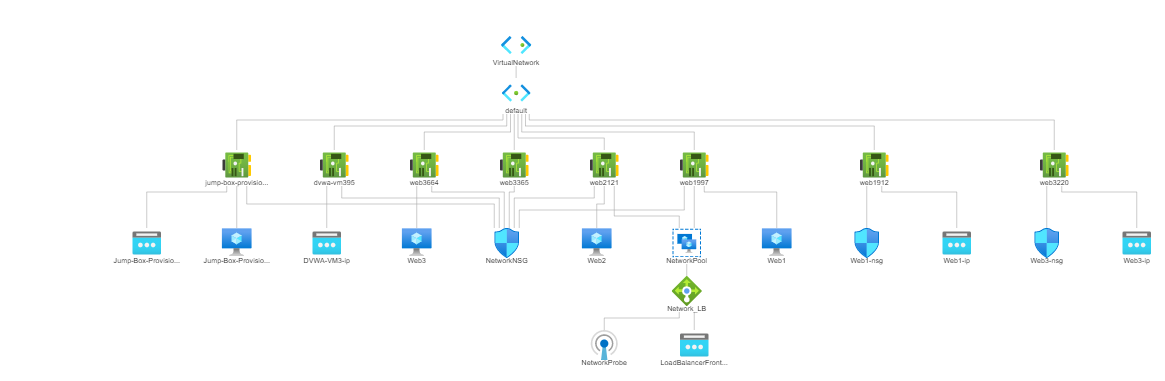 VirtualNetwork
default
jump-box-provisio...
dvwa-vm395
web3664
web3365
web2121
web1997
web1912
web3220
Jump-Box-Provisio...
Jump-Box-Provisio...
DVWA-VM3-ip
Web3
NetworkNSG
Web2
NetworkPool
Web1
Web1-nsg
Web1-ip
Web3-nsg
Web3-ip
Network_LB
NetworkProbe
LoadBalancerFront...